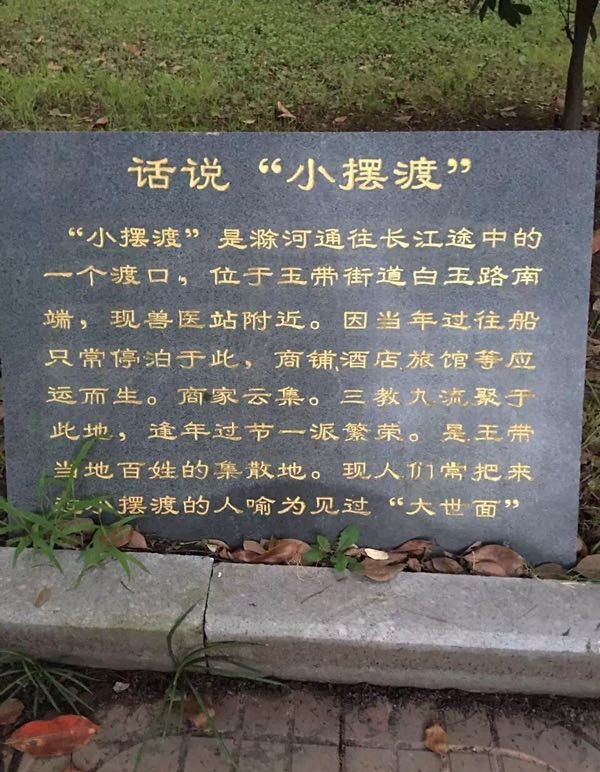 话说“小摆渡”
“小摆渡”是滁河通往长江途中的
一个渡口，位于玉带街道白玉路南
端，现兽医站附近。因当年过往船
只常停泊于此，商铺、酒店、旅馆等应
运而生。商家云集。三教九流聚于
此地，逢年过节一派繁荣。是玉带
当地百姓的集散地。现人们常把来
小摆渡的人喻为见过“大世面”